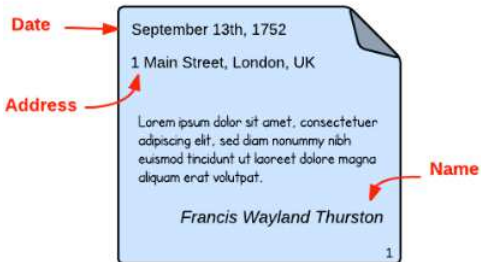 Date
September 13th, 1752
1 Main Street, London, UK
Address
Lorem ipsum dolor sit amet, consectetuer
adipiscing elit, sed diam nonummy nibh
euismod tincidunt ut laoreet dolore magna
aliquam erat volutpat.
Name
Francis Wayland Thurston
1